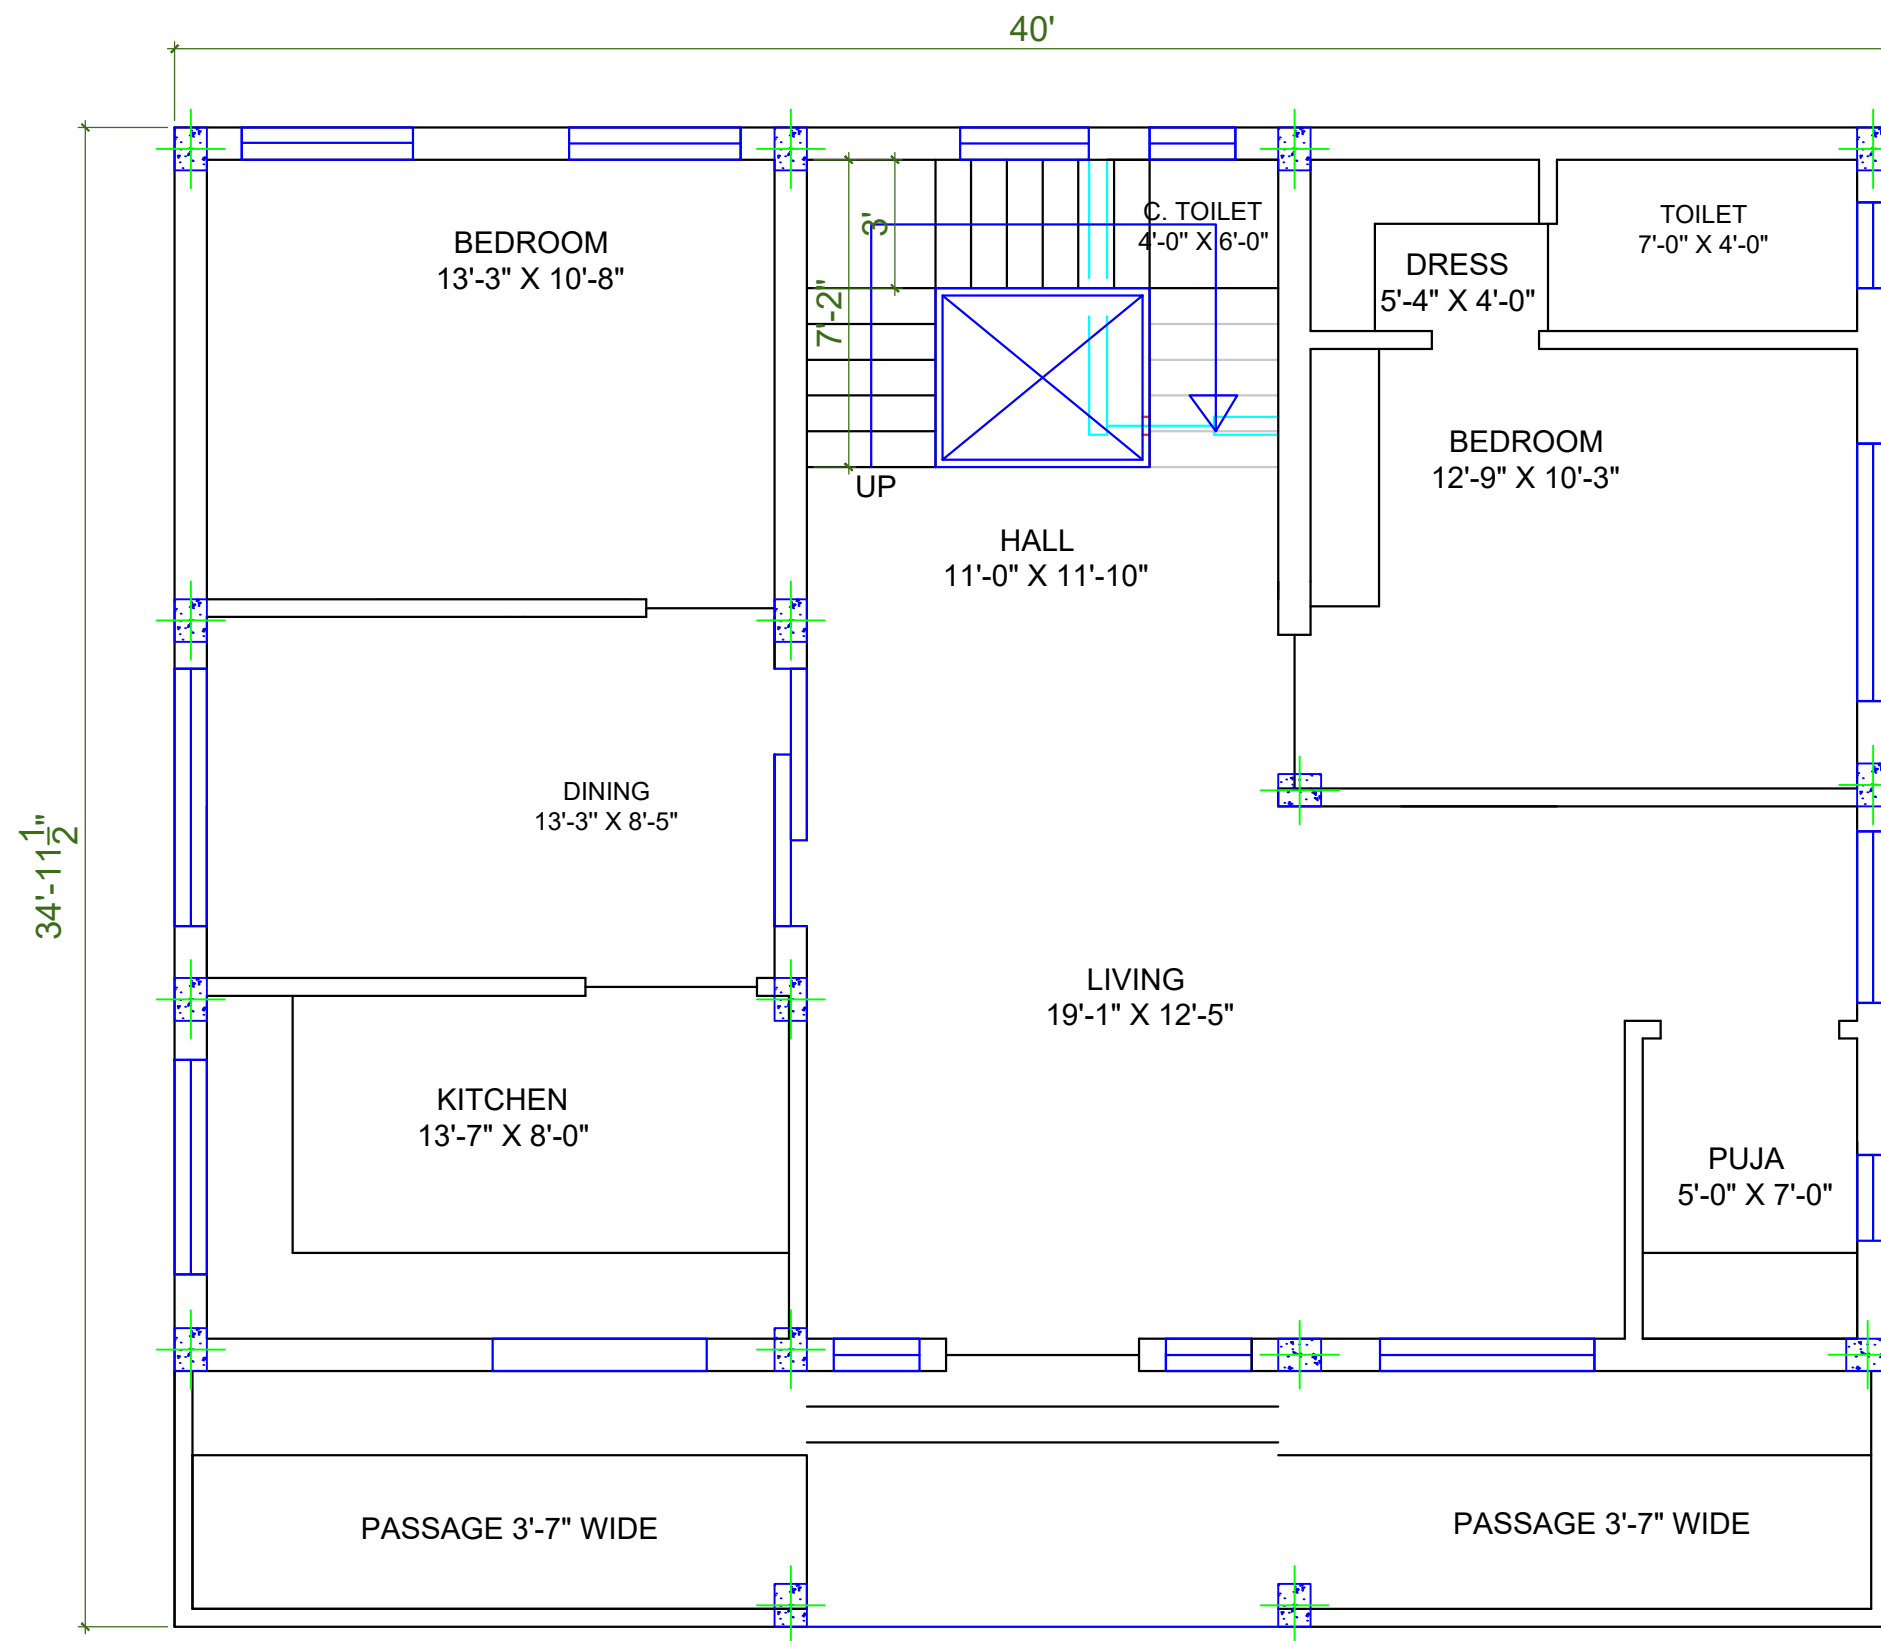 40'
BEDROOM
13'-3" X 10'-8"
3'
7'-2"
C. TOILET
4'-0" X 6'-0"
DRESS
5'-4" X 4'-0"
TOILET
7'-0" X 4'-0"
UP
HALL
11'-0" X 11'-10"
BEDROOM
12'-9" X 10'-3"
34'-11 1/2"
DINING
13'-3" X 8'-5"
LIVING
19'-1" X 12'-5"
KITCHEN
13'-7" X 8'-0"
PUJA
5'-0" X 7'-0"
PASSAGE 3'-7" WIDE
PASSAGE 3'-7" WIDE